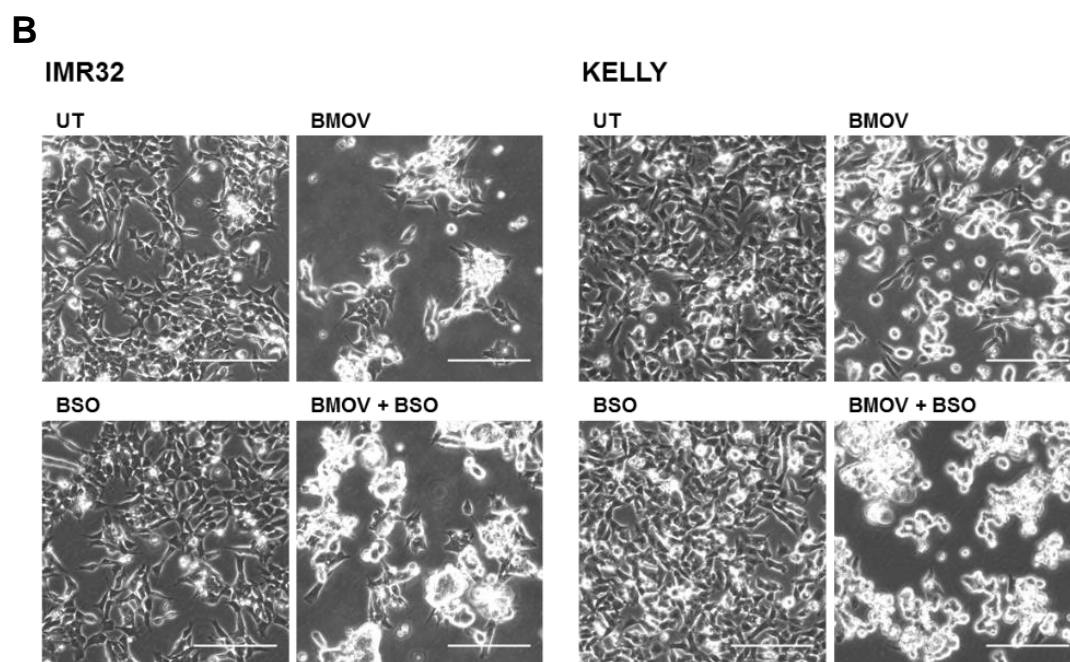 B
IMR32 KELLY
UT BMOV UT BMOV
BSO BMOV + BSO BSO BMOV + BSO